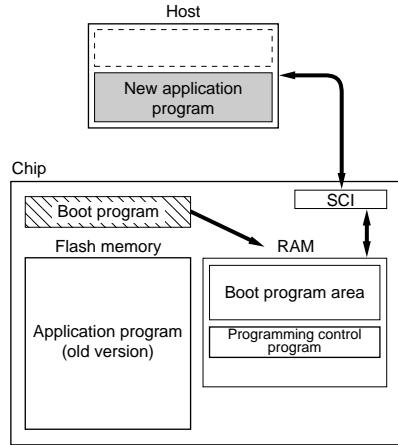 Host
New application
program
Chip
SCI
Boot program
Flash memory
RAM
Boot program area
Application program
(old version)
Programming control
program